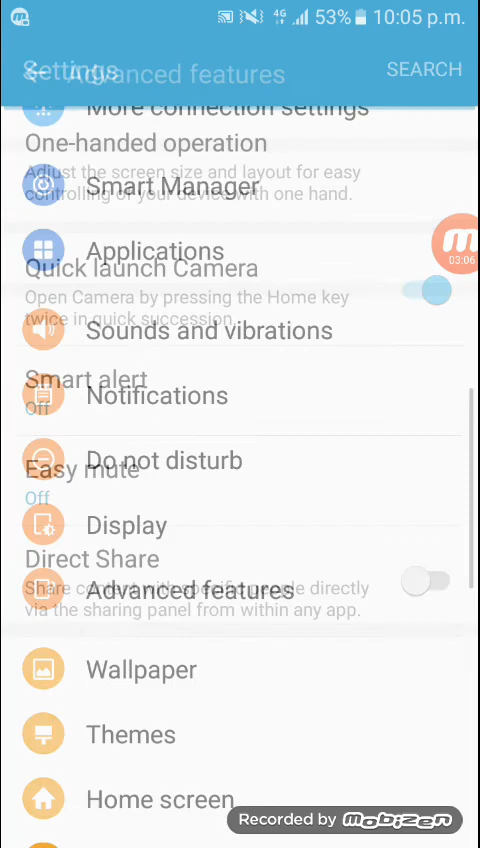 4G 53% 10:05 p.m.
Settings
Advanced features
SEARCH
More connection settings
One-handed operation
Adjust the screen size and layout for easy
controlling of your device with one hand.
Smart Manager
Applications
Quick launch Camera
Open Camera by pressing the Home key
twice in quick succession.
03:06
Sounds and vibrations
Smart alert
Off
Notifications
Do not disturb
Easy mute
Off
Display
Direct Share
Share content with specific people directly
via the sharing panel from within any app.
Advanced features
Wallpaper
Themes
Home screen
Recorded by Mobizen